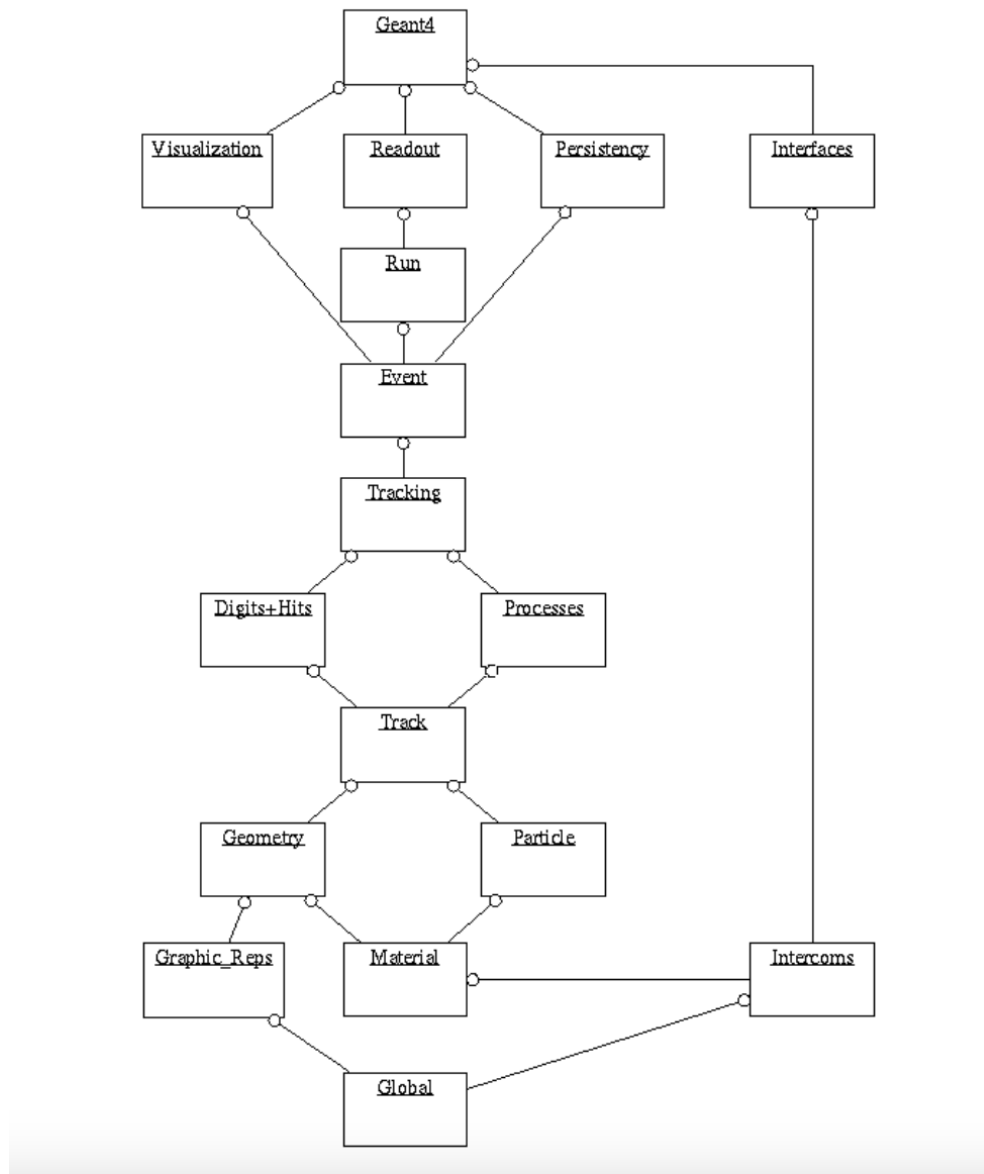 Geant4
Visualization
Readout
Persistency
Interfaces
Run
Event
Tracking
Digits+Hits
Processes
Track
Geometry
Particle
Graphic_Reps
Material
Intercoms
Global